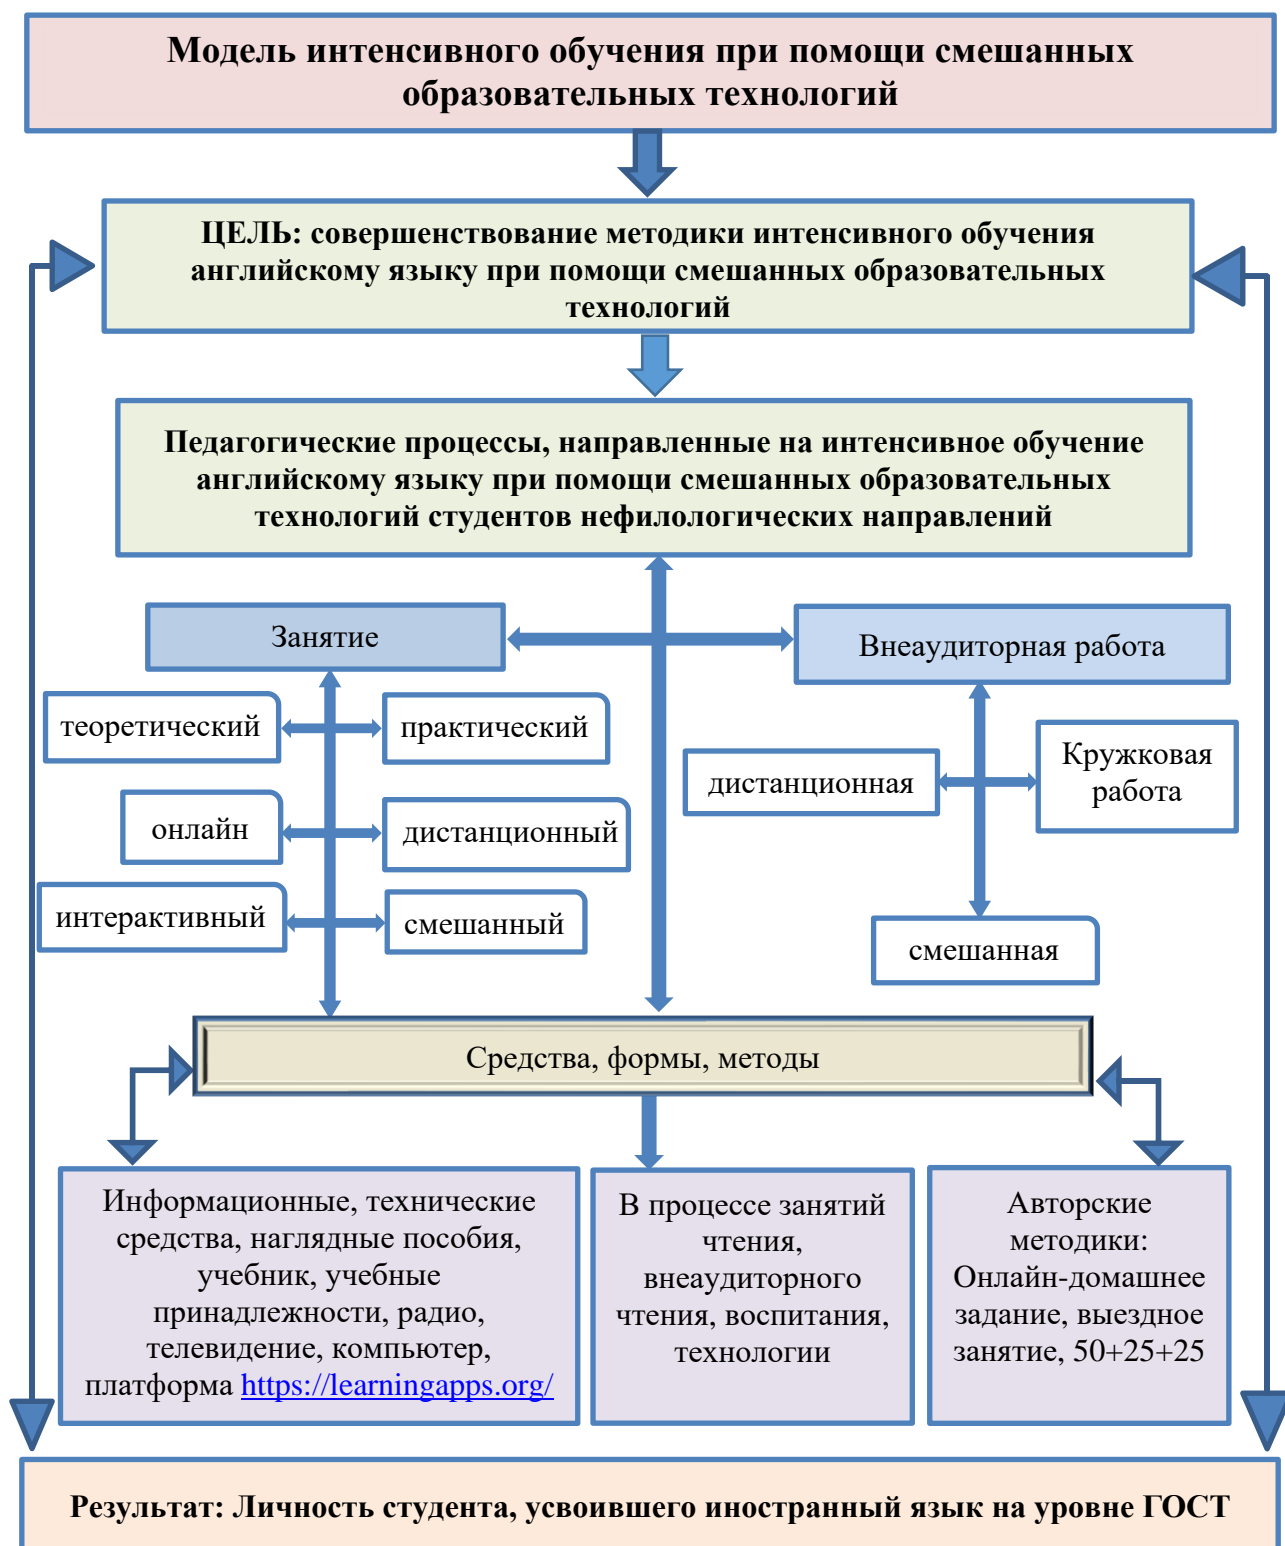 Модель интенсивного обучения при помощи смешанных
образовательных технологий
ЦЕЛЬ: совершенствование методики интенсивного обучения
английскому языку при помощи смешанных образовательных
технологий
Педагогические процессы, направленные на интенсивное обучение
английскому языку при помощи смешанных образовательных
технологий студентов нефилологических направлений
Занятие
Внеаудиторная работа
теоретический
практический
онлайн
дистанционный
интерактивный
смешанный
дистанционная
Кружковая
работа
смешанная
Средства, формы, методы
Информационные, технические
средства, наглядные пособия,
учебник, учебные
принадлежности, радио,
телевидение, компьютер,
платформа https://learningapps.org/
В процессе занятий
чтения,
внеаудиторного
чтения, воспитания,
технологии
Авторские
методики:
Онлайн-домашнее
задание, выездное
занятие, 50+25+25
Результат: Личность студента, усвоившего иностранный язык на уровне ГОСТ